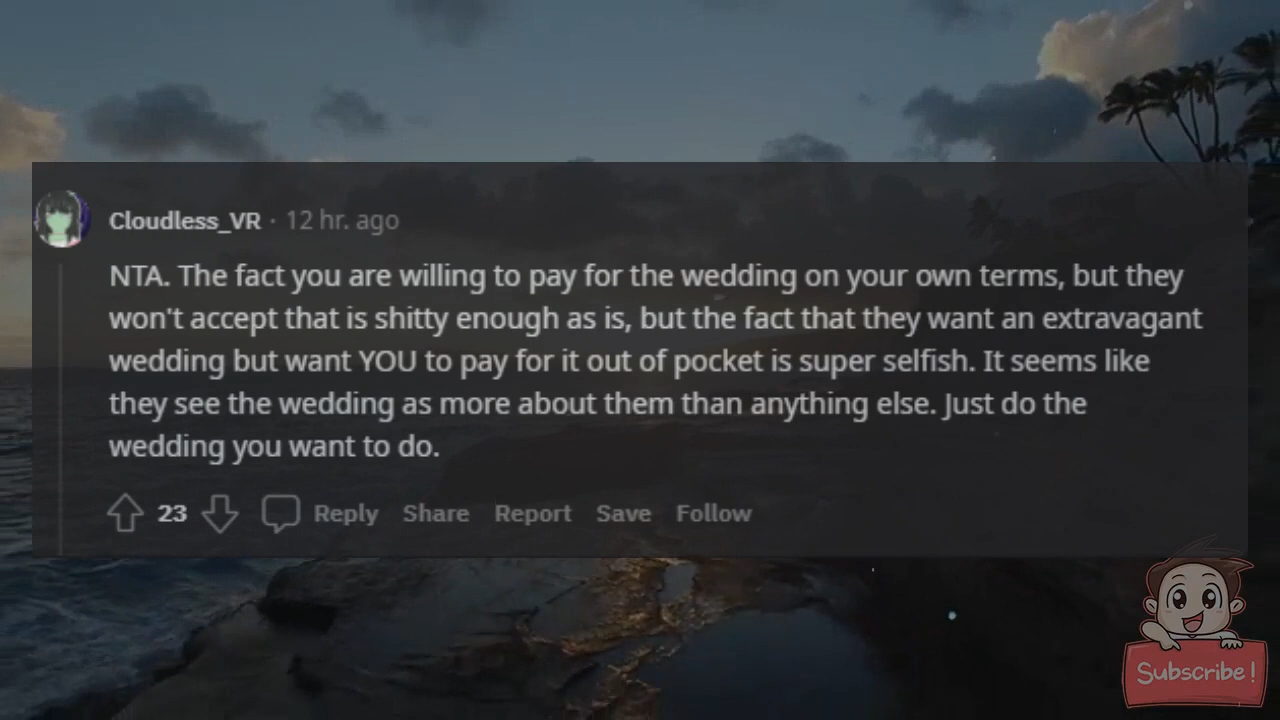 Cloudless_VR · 12 hr. ago
NTA. The fact you are willing to pay for the wedding on your own terms, but they
won't accept that is shitty enough as is, but the fact that they want an extravagant
wedding but want YOU to pay for it out of pocket is super selfish. It seems like
they see the wedding as more about them than anything else. Just do the
wedding you want to do.
23 Reply Share Report Save Follow
Subscribe!